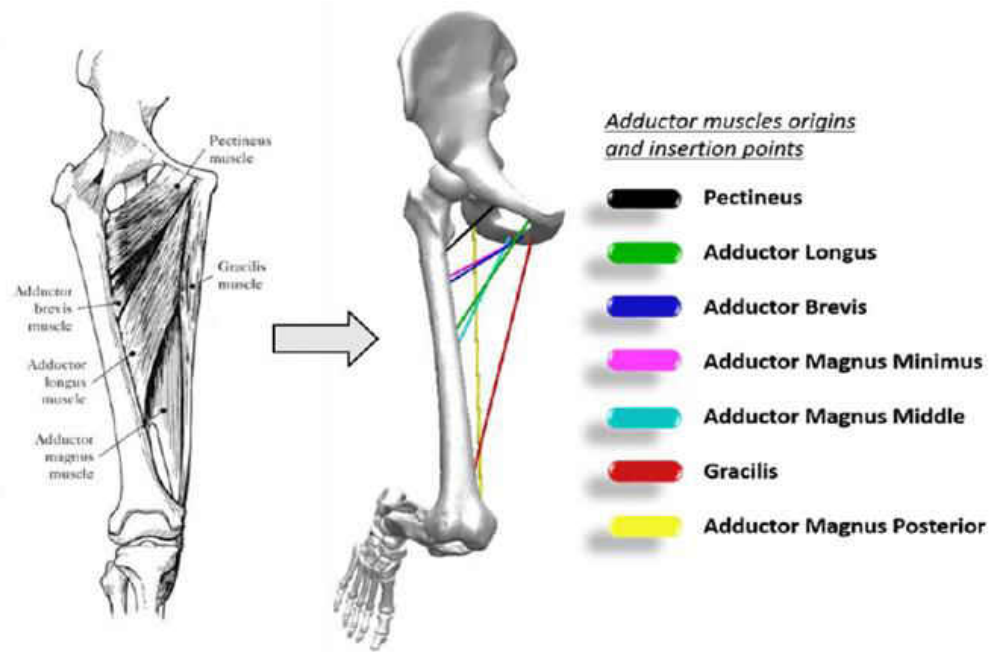 Pectineus
muscle
Gracilis
muscle
Adductor
brevis
muscle
Adductor
longus
muscle
Adductor
magnus
muscle
Adductor muscles origins
and insertion points
Pectineus
Adductor Longus
Adductor Brevis
Adductor Magnus Minimus
Adductor Magnus Middle
Gracilis
Adductor Magnus Posterior